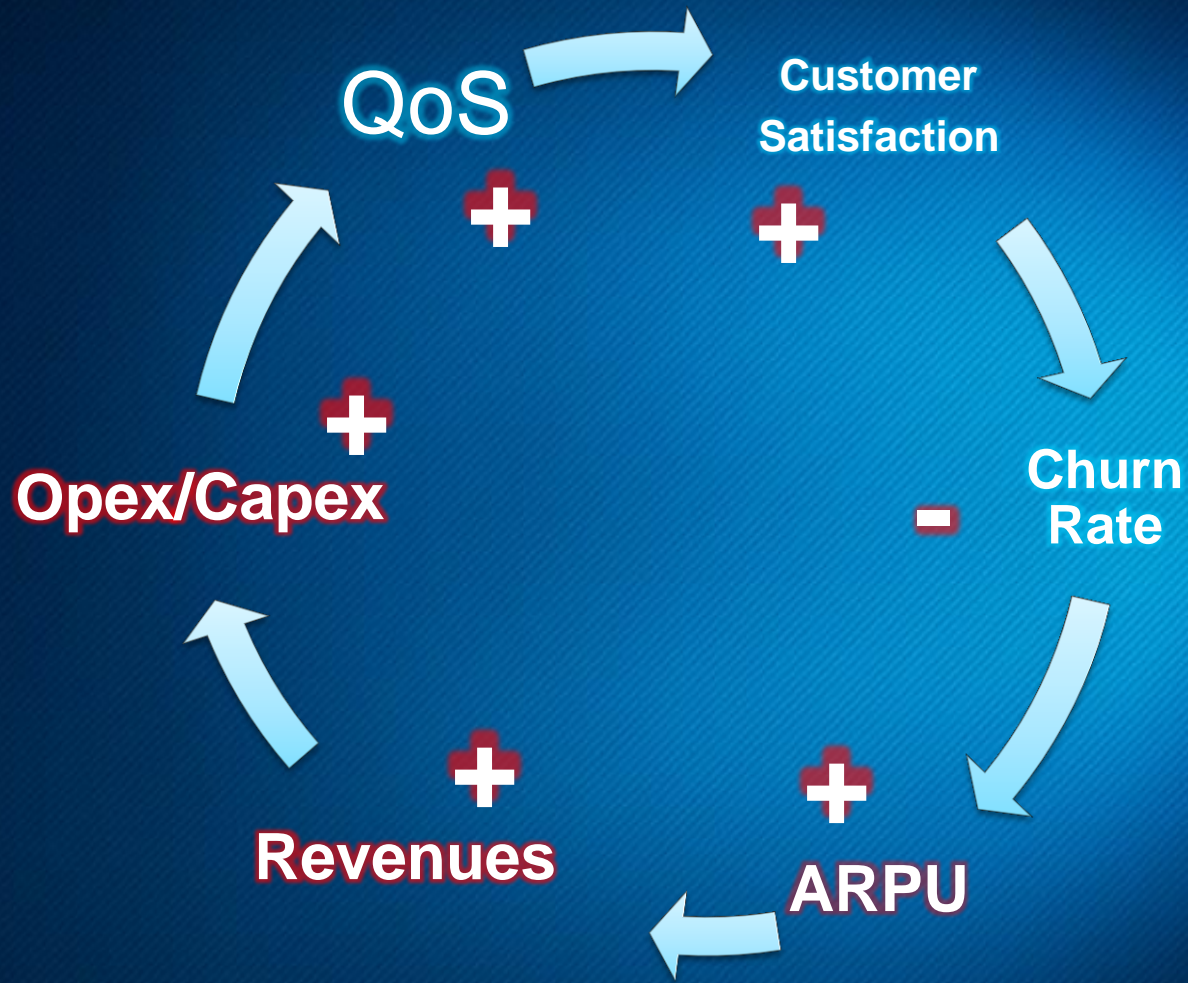 QoS
Customer
Satisfaction
+
+
+
Opex/Capex
Churn
Rate
-
+
+
Revenues
ARPU